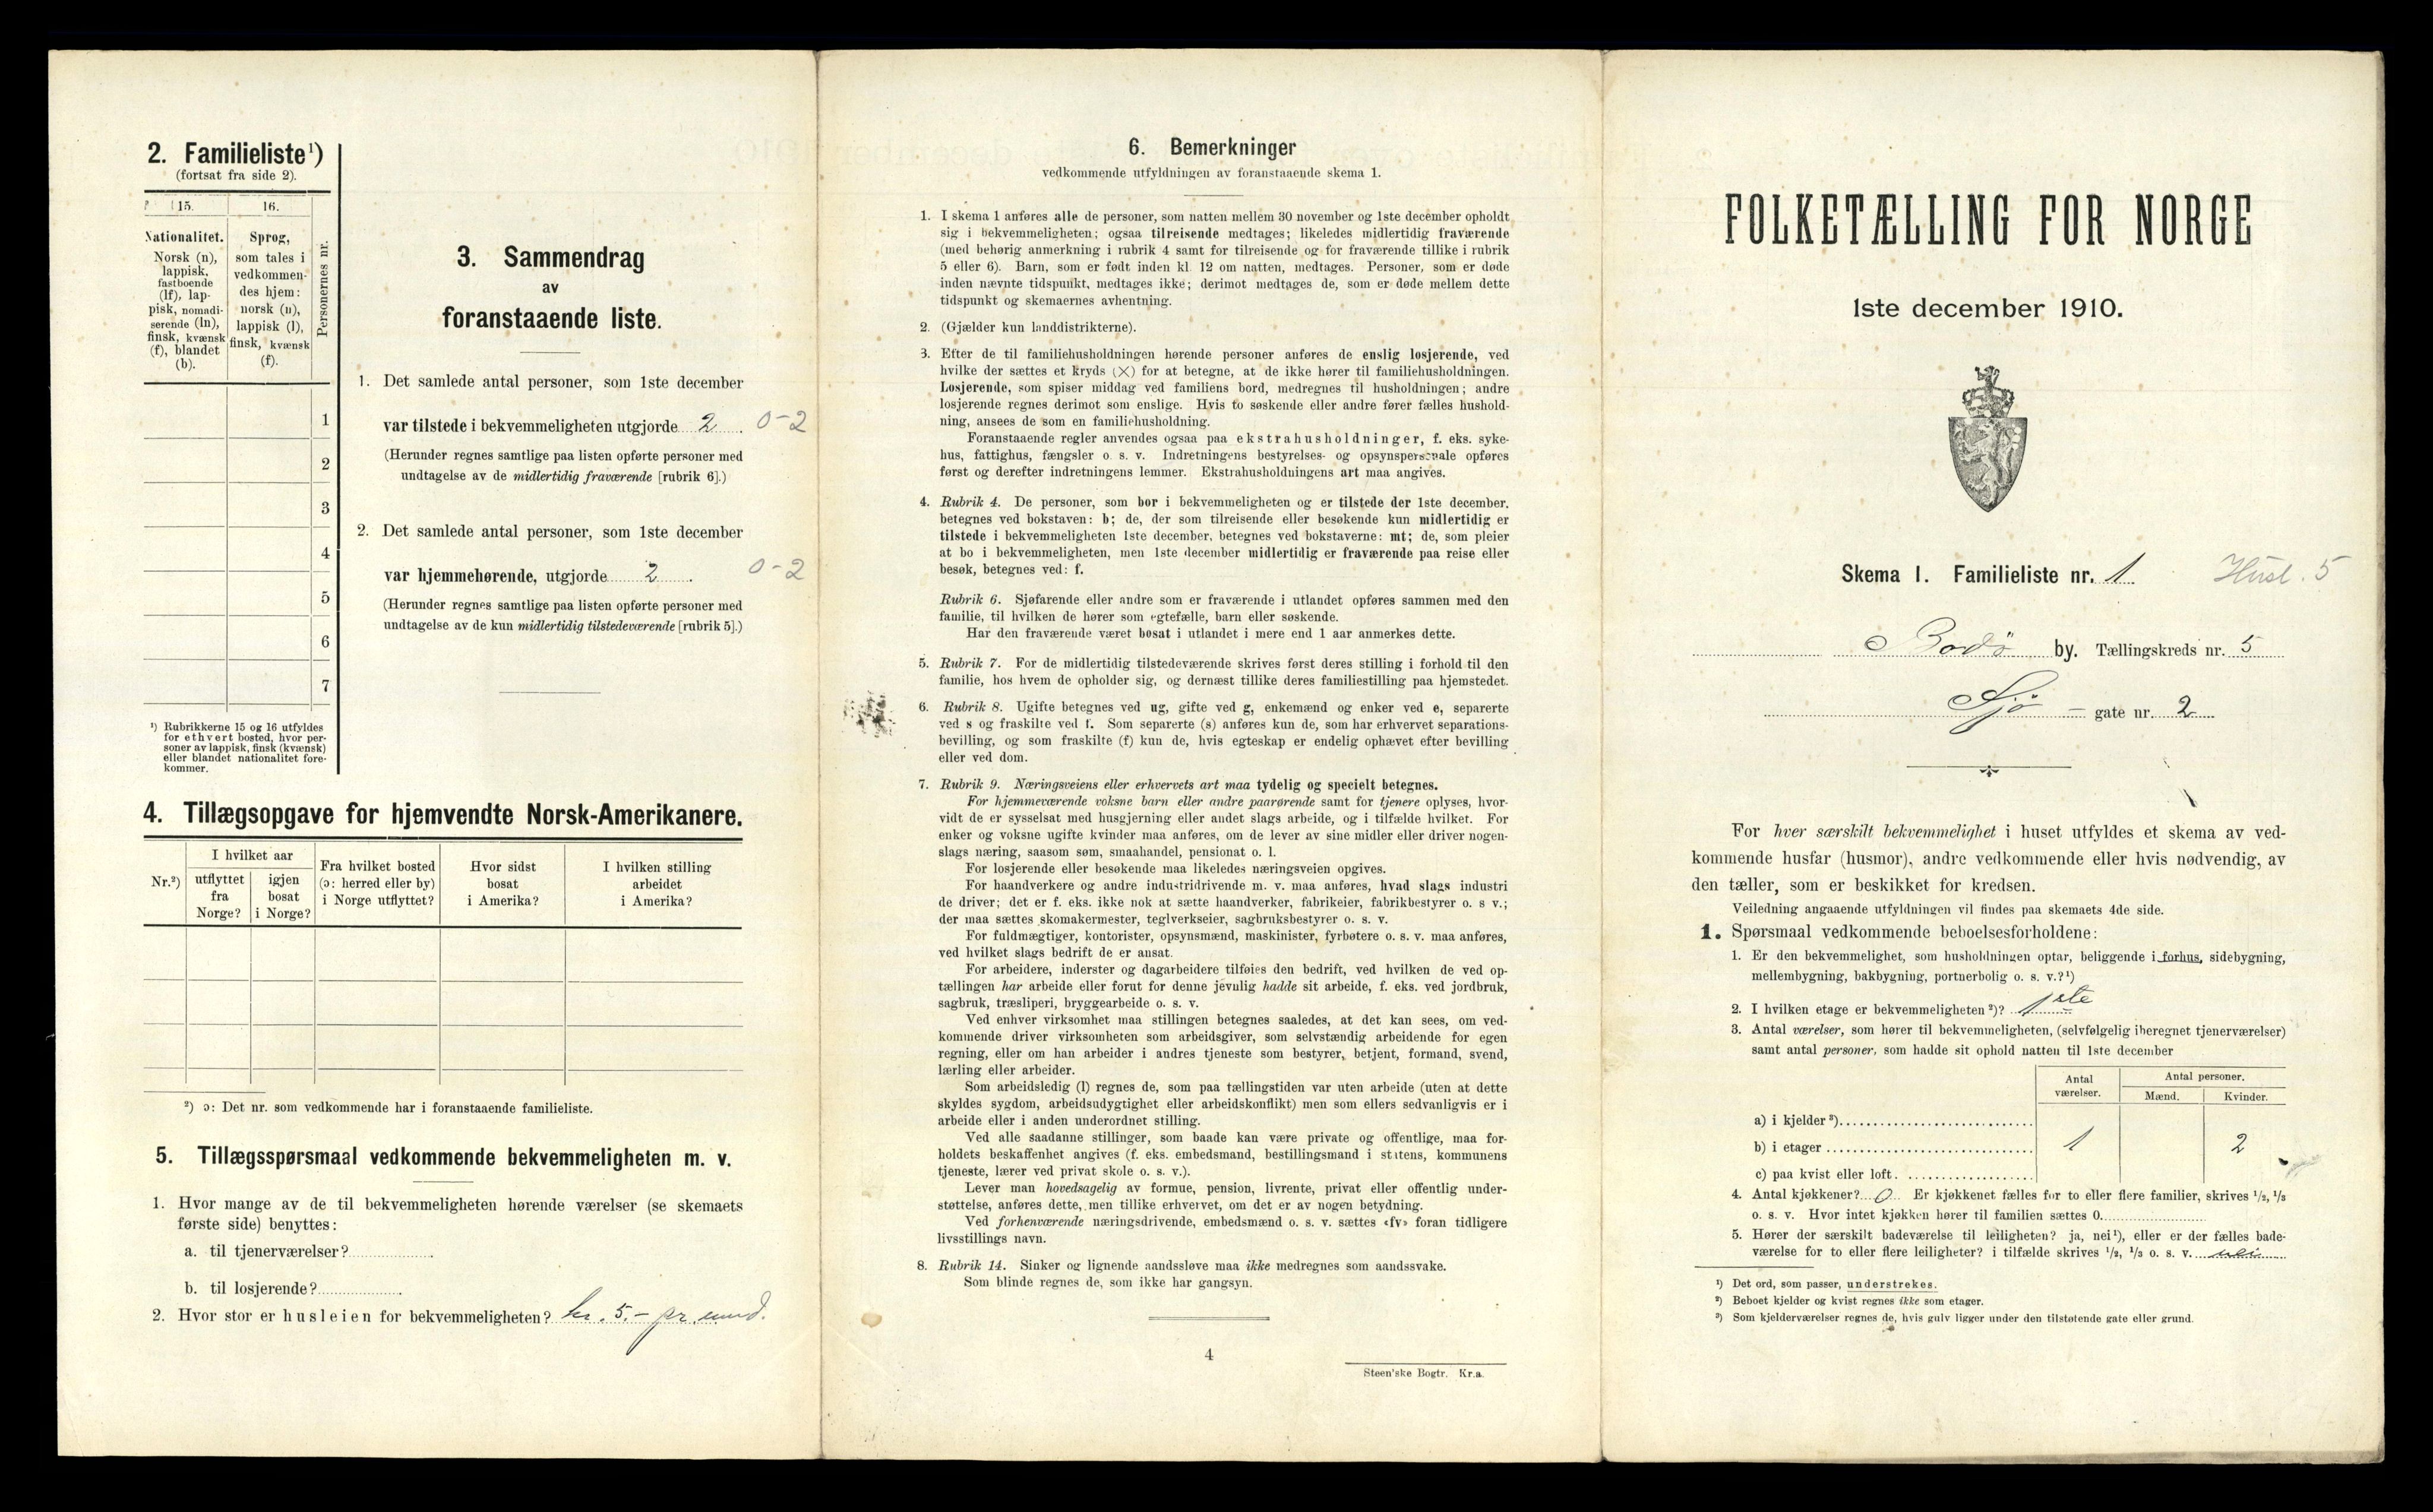 2. Familieliste¹)
(fortsat fra side 2).
15.
16.
Personernes nr.
Nationalitet.
Norsk (n),
lappisk,
fastboende
(lf), lap-
pisk, nomadi-
serende (ln),
finsk, kvænsk
(f), blandet
(b).
Sprog,
som tales i
vedkommen-
des hjem:
norsk (n),
lappisk (l),
finsk, kvænsk
(f).
1
2
3
4
5
6
7
¹) Rubrikkerne 15 og 16 utfyldes
for ethvert bosted, hvor per-
soner av lappisk, finsk (kvænsk)
eller blandet nationalitet fore-
kommer.
3. Sammendrag
av
foranstaaende liste.
1. Det samlede antal personer, som 1ste december
var tilstede i bekvemmeligheten utgjorde 2. 0-2
(Herunder regnes samtlige paa listen opførte personer med
undtagelse av de midlertidig fraværende [rubrik 6].)
2. Det samlede antal personer, som 1ste december
var hjemmehørende, utgjorde 2. 0-2
(Herunder regnes samtlige paa listen opførte personer med
undtagelse av de kun midlertidig tilstedeværende [rubrik 5].)
4. Tillægsopgave for hjemvendte Norsk-Amerikanere.
Nr.²)
I hvilket aar
utflyttet
fra
Norge?
igjen
bosat
i Norge?
Fra hvilket bosted
(ɔ: herred eller by)
i Norge utflyttet?
Hvor sidst
bosat
i Amerika?
I hvilken stilling
arbeidet
i Amerika?
²) ɔ: Det nr. som vedkommende har i foranstaaende familieliste.
5. Tillægsspørsmaal vedkommende bekvemmeligheten m. v.
1. Hvor mange av de til bekvemmeligheten hørende værelser (se skemaets
første side) benyttes:
a. til tjenerværelser?
b. til losjerende?
2. Hvor stor er husleien for bekvemmeligheten? kr. 5.- pr. mnd.
6. Bemerkninger
vedkommende utfyldningen av foranstaaende skema 1.
1. I skema 1 anføres alle de personer, som natten mellem 30 november og 1ste december opholdt
sig i bekvemmeligheten; ogsaa tilreisende medtages; likeledes midlertidig fraværende
(med behørig anmerkning i rubrik 4 samt for tilreisende og for fraværende tillike i rubrik
5 eller 6). Barn, som er født inden kl. 12 om natten, medtages. Personer, som er døde
inden nævnte tidspunkt, medtages ikke; derimot medtages de, som er døde mellem dette
tidspunkt og skemaernes avhentning.
2. (Gjælder kun landdistrikterne).
3. Efter de til familiehusholdningen hørende personer anføres de enslig losjerende, ved
hvilke der sættes et kryds (×) for at betegne, at de ikke hører til familiehusholdningen.
Losjerende, som spiser middag ved familiens bord, medregnes til husholdningen; andre
losjerende regnes derimot som enslige. Hvis to søskende eller andre fører fælles hushold-
ning, ansees de som en familiehusholdning.
Foranstaaende regler anvendes ogsaa paa ekstrahusholdninger, f. eks. syke-
hus, fattighus, fængsler o. s. v. Indretningens bestyrelses- og opsynspersonale opføres
først og derefter indretningens lemmer. Ekstrahusholdningens art maa angives.
4. Rubrik 4. De personer, som bor i bekvemmeligheten og er tilstede der 1ste december,
betegnes ved bokstaven: b; de, der som tilreisende eller besøkende kun midlertidig er
tilstede i bekvemmeligheten 1ste december, betegnes ved bokstaverne: mt; de, som pleier
at bo i bekvemmeligheten, men 1ste december midlertidig er fraværende paa reise eller
besøk, betegnes ved: f.
Rubrik 6. Sjøfarende eller andre som er fraværende i utlandet opføres sammen med den
familie, til hvilken de hører som egtefælle, barn eller søskende.
Har den fraværende været bosat i utlandet i mere end 1 aar anmerkes dette.
5. Rubrik 7. For de midlertidig tilstedeværende skrives først deres stilling i forhold til den
familie, hos hvem de opholder sig, og dernæst tillike deres familiestilling paa hjemstedet.
6. Rubrik 8. Ugifte betegnes ved ug, gifte ved g, enkemænd og enker ved e, separerte
ved s og fraskilte ved f. Som separerte (s) anføres kun de, som har erhvervet separations-
bevilling, og som fraskilte (f) kun de, hvis egteskap er endelig ophævet efter bevilling
eller ved dom.
7. Rubrik 9. Næringsveiens eller erhvervets art maa tydelig og specielt betegnes.
For hjemmeværende voksne barn eller andre paarørende samt for tjenere oplyses, hvor-
vidt de er sysselsat med husgjerning eller andet slags arbeide, og i tilfælde hvilket. For
enker og voksne ugifte kvinder maa anføres, om de lever av sine midler eller driver nogen-
slags næring, saasom søm, smaahandel, pensionat o. l.
For losjerende eller besøkende maa likeledes næringsveien opgives.
For haandverkere og andre industridrivende m. v. maa anføres, hvad slags industri
de driver; det er f. eks. ikke nok at sætte haandverker, fabrikeier, fabrikbestyrer o. s v.;
der maa sættes skomakermester, teglverkseier, sagbruksbestyrer o. s. v.
For fuldmægtiger, kontorister, opsynsmænd, maskinister, fyrbøtere o. s. v. maa anføres,
ved hvilket slags bedrift de er ansat.
For arbeidere, inderster og dagarbeidere tilføies den bedrift, ved hvilken de ved op-
tællingen har arbeide eller forut for denne jevnlig hadde sit arbeide, f. eks. ved jordbruk,
sagbruk, træsliperi, bryggearbeide o. s. v.
Ved enhver virksomhet maa stillingen betegnes saaledes, at det kan sees, om ved-
kommende driver virksomheten som arbeidsgiver, som selvstændig arbeidende for egen
regning, eller om han arbeider i andres tjeneste som bestyrer, betjent, formand, svend,
lærling eller arbeider.
Som arbeidsledig (l) regnes de, som paa tællingstiden var uten arbeide (uten at dette
skyldes sygdom, arbeidsudygtighet eller arbeidskonflikt) men som ellers sedvanligvis er i
arbeide eller i anden underordnet stilling.
Ved alle saadanne stillinger, som baade kan være private og offentlige, maa for-
holdets beskaffenhet angives (f. eks. embedsmand, bestillingsmand i statens, kommunens
tjeneste, lærer ved privat skole o. s. v.).
Lever man hovedsagelig av formue, pension, livrente, privat eller offentlig under-
støttelse, anføres dette, men tillike erhvervet, om det er av nogen betydning.
Ved forhenværende næringsdrivende, embedsmænd o. s. v. sættes «fv» foran tidligere
livsstillings navn.
8. Rubrik 14. Sinker og lignende aandssløve maa ikke medregnes som aandssvake.
Som blinde regnes de, som ikke har gangsyn.
4
Steen'ske Bogtr. Kr.a.
FOLKETÆLLING FOR NORGE
1ste december 1910.
Skema 1. Familieliste nr. 1 Husl. 5
Bodö by. Tællingskreds nr. 5
Sjø - gate nr. 2
For hver særskilt bekvemmelighet i huset utfyldes et skema av ved-
kommende husfar (husmor), andre vedkommende eller hvis nødvendig, av
den tæller, som er beskikket for kredsen.
Veiledning angaaende utfyldningen vil findes paa skemaets 4de side.
1. Spørsmaal vedkommende beboelsesforholdene:
1. Er den bekvemmelighet, som husholdningen optar, beliggende i forhus, sidebygning,
mellembygning, bakbygning, portnerbolig o. s. v.?¹)
2. I hvilken etage er bekvemmeligheten²)? 1ste
3. Antal værelser, som hører til bekvemmeligheten, (selvfølgelig iberegnet tjenerværelser)
samt antal personer, som hadde sit ophold natten til 1ste december
Antal
værelser.
Antal personer.
Mænd.
Kvinder.
a) i kjelder³)
b) i etager 1 2
c) paa kvist eller loft.
4. Antal kjøkkener? 0. Er kjøkkenet fælles for to eller flere familier, skrives ¹/₂, ¹/₃
o. s. v. Hvor intet kjøkken hører til familien sættes 0.
5. Hører der særskilt badeværelse til leiligheten? ja, nei¹), eller er der fælles bade-
værelse for to eller flere leiligheter? i tilfælde skrives ¹/₂, ¹/₃ o. s. v. nei
¹) Det ord, som passer, understrekes.
²) Beboet kjelder og kvist regnes ikke som etager.
³) Som kjelderværelser regnes de, hvis gulv ligger under den tilstøtende gate eller grund.